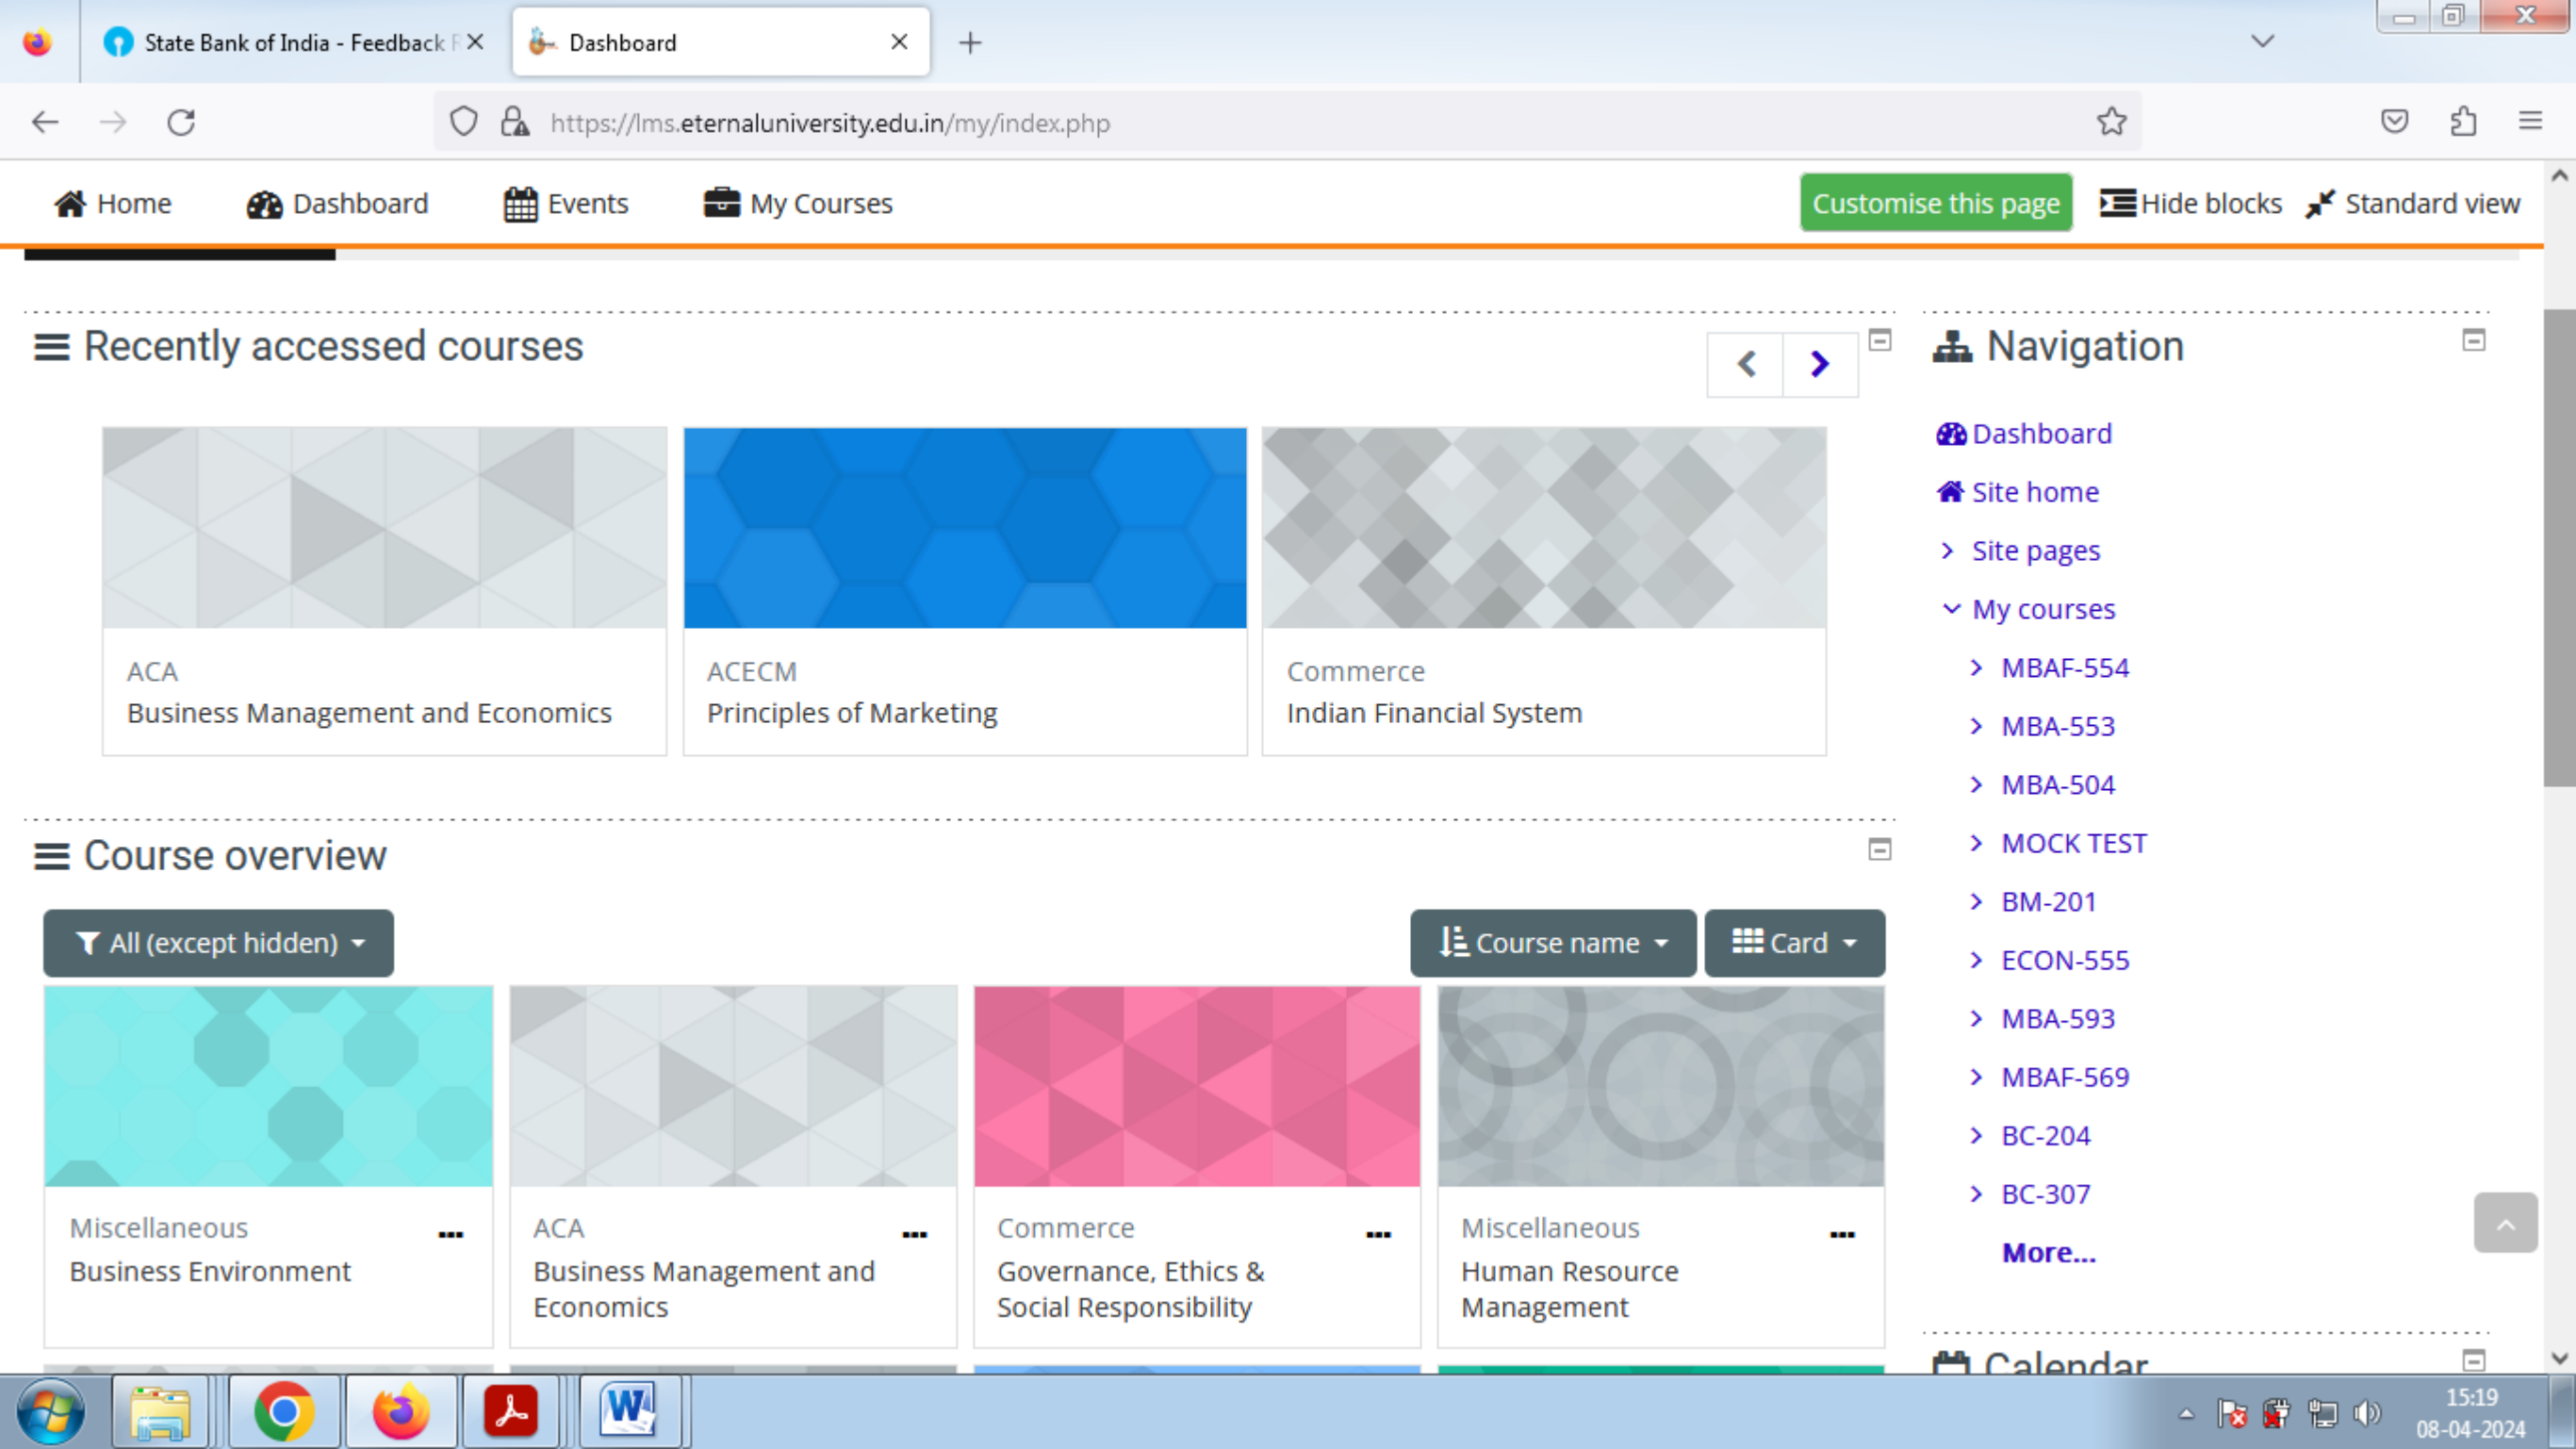 State Bank of India - Feedback
Dashboard
https://lms.eternaluniversity.edu.in/my/index.php
Home
Dashboard
Events
My Courses
Customise this page
Hide blocks
Standard view
Recently accessed courses
ACA
Business Management and Economics
ACECM
Principles of Marketing
Commerce
Indian Financial System
Course overview
All (except hidden)
Course name
Card
Miscellaneous
Business Environment
ACA
Business Management and
Economics
Commerce
Governance, Ethics &
Social Responsibility
Miscellaneous
Human Resource
Management
Navigation
Dashboard
Site home
Site pages
My courses
MBAF-554
MBA-553
MBA-504
MOCK TEST
BM-201
ECON-555
MBA-593
MBAF-569
BC-204
BC-307
More...
Calendar
15:19
08-04-2024